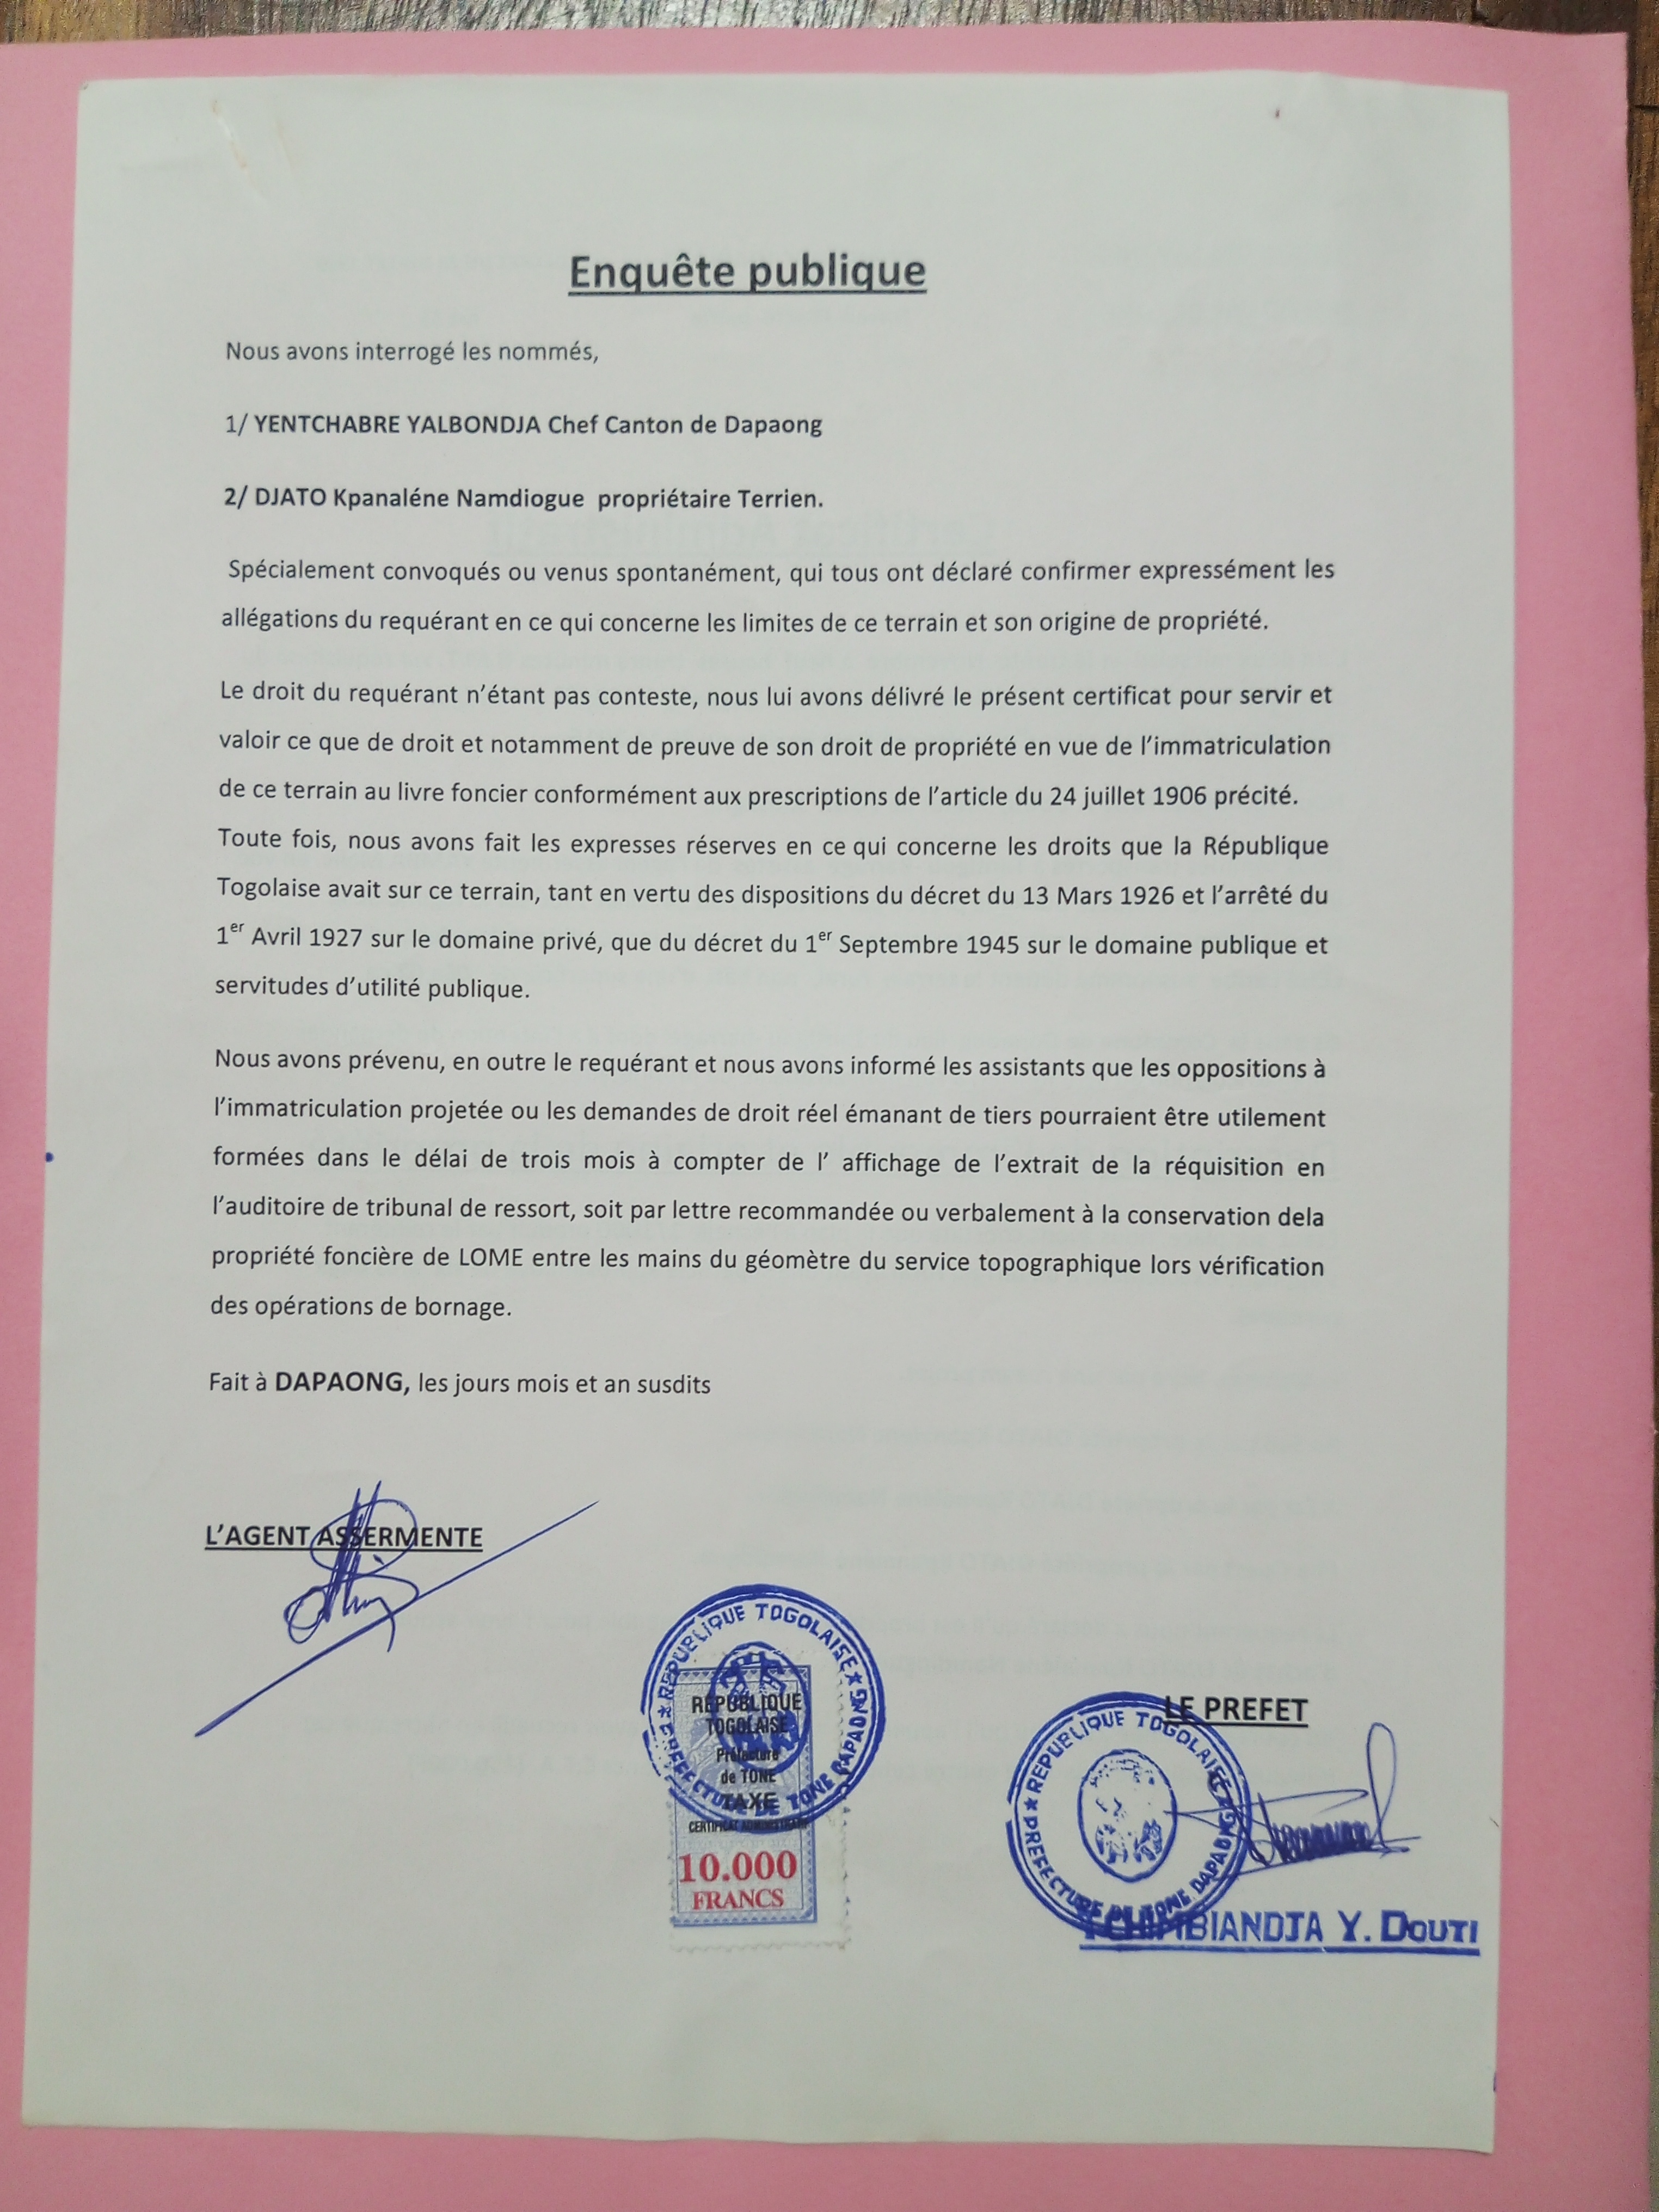 Enquête publique
Nous avons interrogé les nommés,
1/ YENTCHABRE YALBONDJA Chef Canton de Dapaong
2/ DJATO Kpanaléne Namdiogue propriétaire Terrien.
Spécialement convoqués ou venus spontanément, qui tous ont déclaré confirmer expressément les
allégations du requérant en ce qui concerne les limites de ce terrain et son origine de propriété.
Le droit du requérant n'étant pas conteste, nous lui avons délivré le présent certificat pour servir et
valoir ce que de droit et notamment de preuve de son droit de propriété en vue de l'immatriculation
de ce terrain au livre foncier conformément aux prescriptions de l'article du 24 juillet 1906 précité.
Toute fois, nous avons fait les expresses réserves en ce qui concerne les droits que la République
Togolaise avait sur ce terrain, tant en vertu des dispositions du décret du 13 Mars 1926 et l'arrêté du
1er Avril 1927 sur le domaine privé, que du décret du 1er Septembre 1945 sur le domaine publique et
servitudes d'utilité publique.
Nous avons prévenu, en outre le requérant et nous avons informé les assistants que les oppositions à
l'immatriculation projetée ou les demandes de droit réel émanant de tiers pourraient être utilement
formées dans le délai de trois mois à compter de l' affichage de l'extrait de la réquisition en
l'auditoire de tribunal de ressort, soit par lettre recommandée ou verbalement à la conservation dela
propriété foncière de LOME entre les mains du géomètre du service topographique lors vérification
des opérations de bornage.
Fait à DAPAONG, les jours mois et an susdits
L'AGENT ASSERMENTE
REPUBLIQUE TOGOLAISE
PREFECTURE DE TONE DAPAONG
REPUBLIQUE
TOGOLAISE
Préfecture
de TONE
TAXE
CERTIFICAT ADMINISTRATIF
10.000
FRANCS
LE PREFET
REPUBLIQUE TOGOLAISE
PREFECTURE DE TONE DAPAONG
TCHIMBIANDJA Y. DOUTI